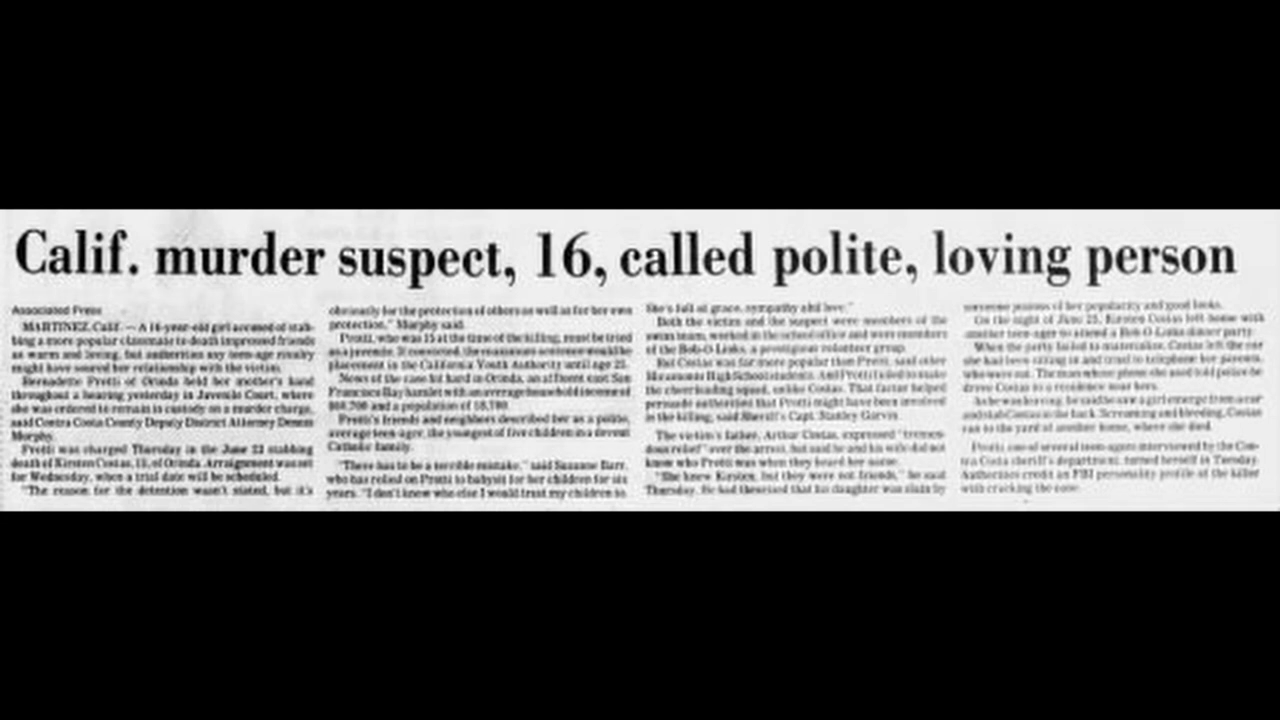 Calif. murder suspect, 16, called polite, loving person
Associated Press
MARTINEZ, Calif. — A 16-year-old girl accused of stab-
bing a more popular classmate to death impressed friends
as warm and loving, but authorities say teen-age rivalry
might have soured her relationship with the victim.
Bernadette Protti of Orinda held her mother's hand
throughout a hearing yesterday in Juvenile Court, where
she was ordered to remain in custody on a murder charge,
said Contra Costa County Deputy District Attorney Dennis
Murphy.
Protti was charged Thursday in the June 23 stabbing
death of Kirsten Costas, 15, of Orinda. Arraignment was set
for Wednesday, when a trial date will be scheduled.
"The reason for the detention wasn't stated, but it's
obviously for the protection of others as well as for her own
protection," Murphy said.
Protti, who was 15 at the time of the killing, must be tried
as a juvenile. If convicted, the maximum sentence would be
placement in the California Youth Authority until age 25.
News of the case hit hard in Orinda, an affluent east San
Francisco Bay hamlet with an average household income of
and a population of
Protti's friends and neighbors described her as a polite,
average teen-ager, the youngest of five children in a devout
Catholic family.
"There has to be a terrible mistake," said Suzanne Barr,
who has relied on Protti to babysit for her children for six
years. "I don't know who else I would trust my children to.
She's full of grace, sympathy and love."
Both the victim and the suspect were members of the
swim team, worked in the school office and were members
of the Bob-O-Links, a prestigious volunteer group.
But Costas was far more popular than Protti, said other
Miramonte High School students. And Protti failed to make
the cheerleading squad, unlike Costas. That factor helped
persuade authorities that Protti might have been involved
in the killing, said Sheriff's Capt. Stanley Garvin.
The victim's father, Arthur Costas, expressed "tremen-
dous relief" over the arrest, but said he and his wife did not
know who Protti was when they heard her name.
"She knew Kirsten, but they were not friends," he said
Thursday. He had theorized that his daughter was slain by
someone jealous of her popularity and good looks.
On the night of June 23, Kirsten Costas left home with
another teen-ager to attend a Bob-O-Links dinner party.
When the party failed to materialize, Costas left the car
she had been sitting in and tried to telephone her parents,
who were out. The man whose phone she used told police he
drove Costas to a residence near hers.
As he was leaving, he said he saw a girl emerge from a car
and stab Costas in the back. Screaming and bleeding, Costas
ran to the yard of another home, where she died.
Protti, one of several teen-agers interviewed by the Con-
tra Costa sheriff's department, turned herself in Tuesday.
Authorities credit an FBI personality profile of the killer
with cracking the case.